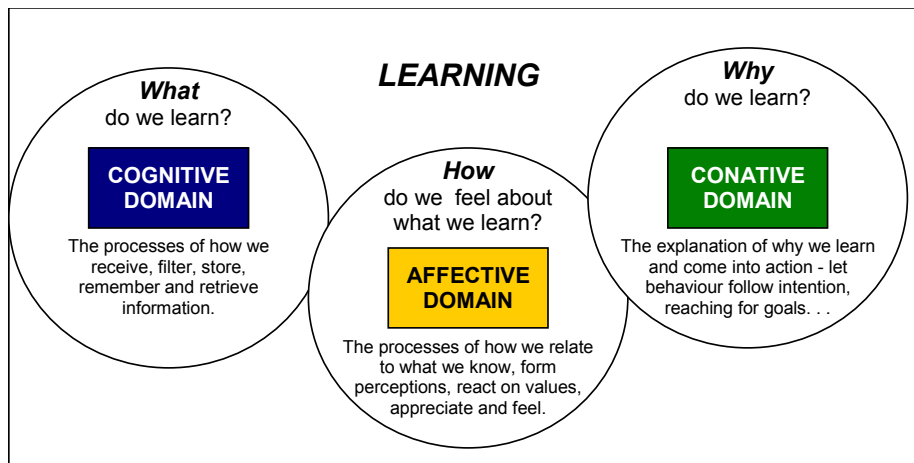 LEARNING
What
do we learn?
COGNITIVE
DOMAIN
The processes of how we
receive, filter, store,
remember and retrieve
information.
How
do we feel about
what we learn?
AFFECTIVE
DOMAIN
The processes of how we relate
to what we know, form
perceptions, react on values,
appreciate and feel.
Why
do we learn?
CONATIVE
DOMAIN
The explanation of why we learn
and come into action - let
behaviour follow intention,
reaching for goals. . .